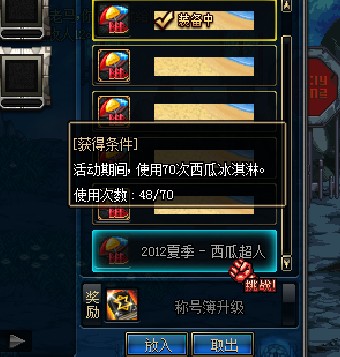 装备中
[获得条件]
活动期间，使用70次西瓜冰淇淋。
使用次数：48/70
2012夏季 - 西瓜超人
挑战!
奖励
称号簿升级
放入
取出